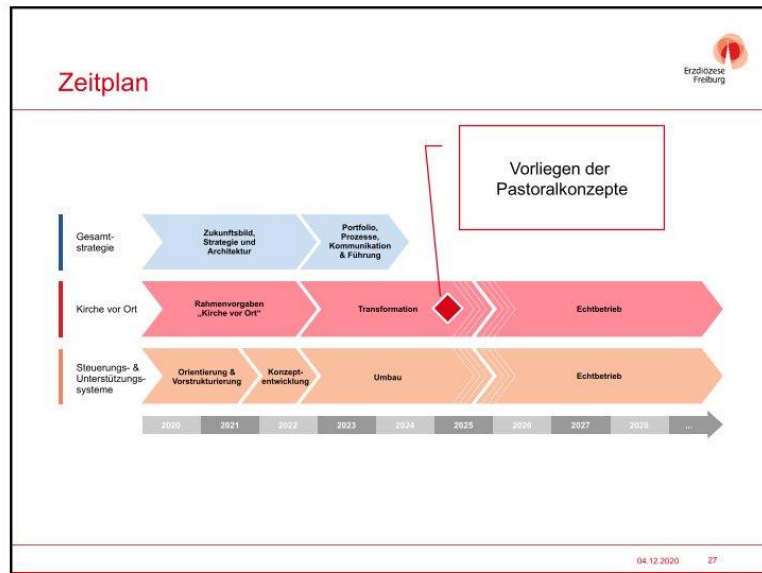 Zeitplan
Erzdiözese
Freiburg
Vorliegen der
Pastoralkonzepte
Gesamt-
strategie
Zukunftsbild,
Strategie und
Architektur
Portfolio,
Prozesse,
Kommunikation
& Führung
Kirche vor Ort
Rahmenvorgaben
„Kirche vor Ort“
Transformation
Echtbetrieb
Steuerungs- &
Unterstützungs-
systeme
Orientierung &
Vorstrukturierung
Konzept-
entwicklung
Umbau
Echtbetrieb
2020 2021 2022 2023 2024 2025 2026 2027 2028 ...
04.12.2020 27